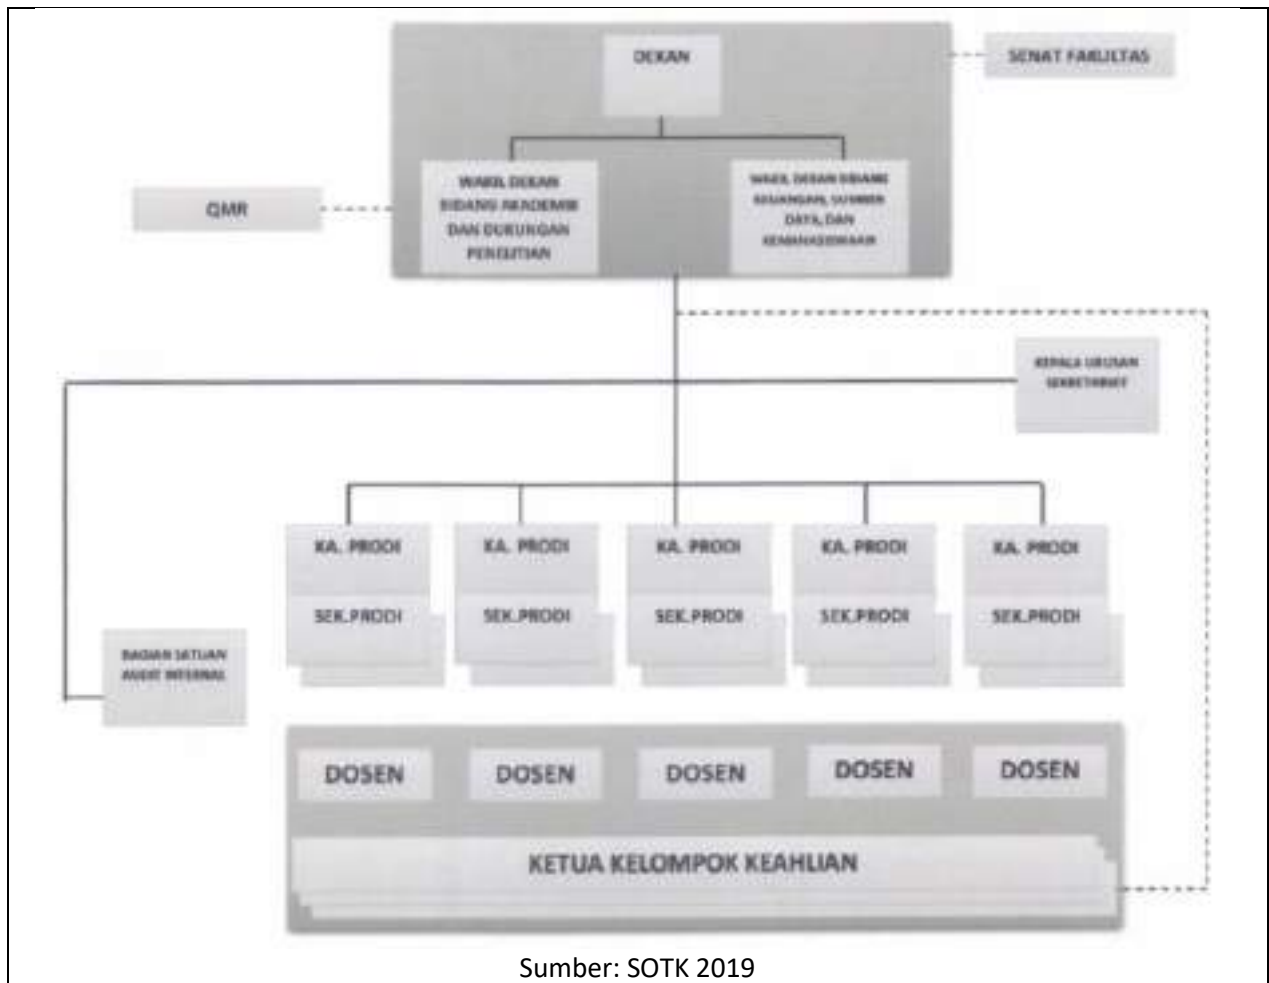 DEKAN
SENAT FAKULTAS
WAKIL DEKAN
BIDANG AKADEMIK
DAN DUKUNGAN
PENELITIAN
WAKIL DEKAN BIDANG
KEUANGAN, SUMBER
DAYA, DAN
KEMAHASISWAAN
QMR
KEPALA URUSAN
SEKRETARIAT
KA. PRODI
KA. PRODI
KA. PRODI
KA. PRODI
KA. PRODI
SEK.PRODI
SEK.PRODI
SEK.PRODI
SEK.PRODI
SEK.PRODI
BAGIAN SATUAN
AUDIT INTERNAL
DOSEN
DOSEN
DOSEN
DOSEN
DOSEN
KETUA KELOMPOK KEAHLIAN
Sumber: SOTK 2019